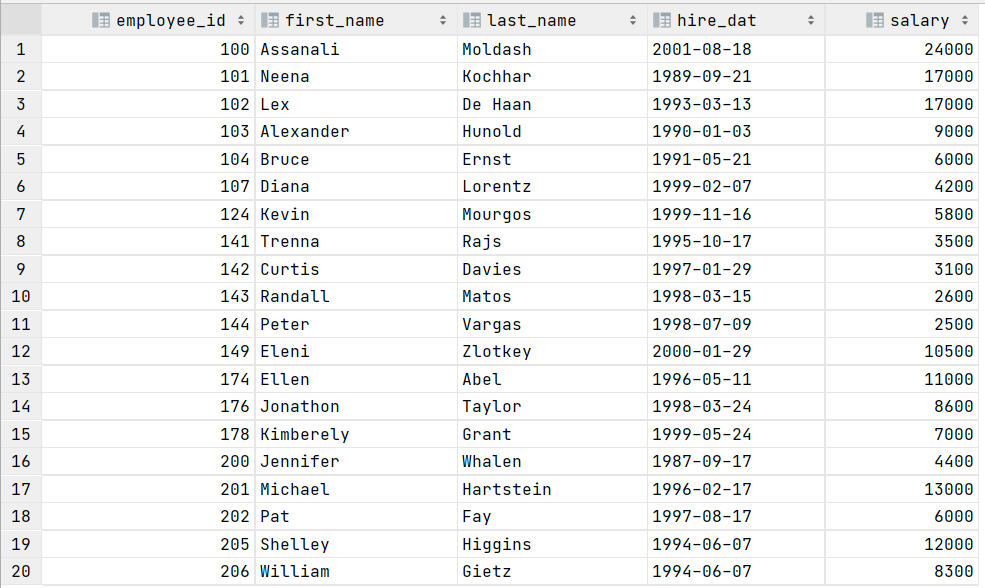 employee_id first_name last_name hire_dat salary
1 100 Assanali Moldash 2001-08-18 24000
2 101 Neena Kochhar 1989-09-21 17000
3 102 Lex De Haan 1993-03-13 17000
4 103 Alexander Hunold 1990-01-03 9000
5 104 Bruce Ernst 1991-05-21 6000
6 107 Diana Lorentz 1999-02-07 4200
7 124 Kevin Mourgos 1999-11-16 5800
8 141 Trenna Rajs 1995-10-17 3500
9 142 Curtis Davies 1997-01-29 3100
10 143 Randall Matos 1998-03-15 2600
11 144 Peter Vargas 1998-07-09 2500
12 149 Eleni Zlotkey 2000-01-29 10500
13 174 Ellen Abel 1996-05-11 11000
14 176 Jonathon Taylor 1998-03-24 8600
15 178 Kimberely Grant 1999-05-24 7000
16 200 Jennifer Whalen 1987-09-17 4400
17 201 Michael Hartstein 1996-02-17 13000
18 202 Pat Fay 1997-08-17 6000
19 205 Shelley Higgins 1994-06-07 12000
20 206 William Gietz 1994-06-07 8300